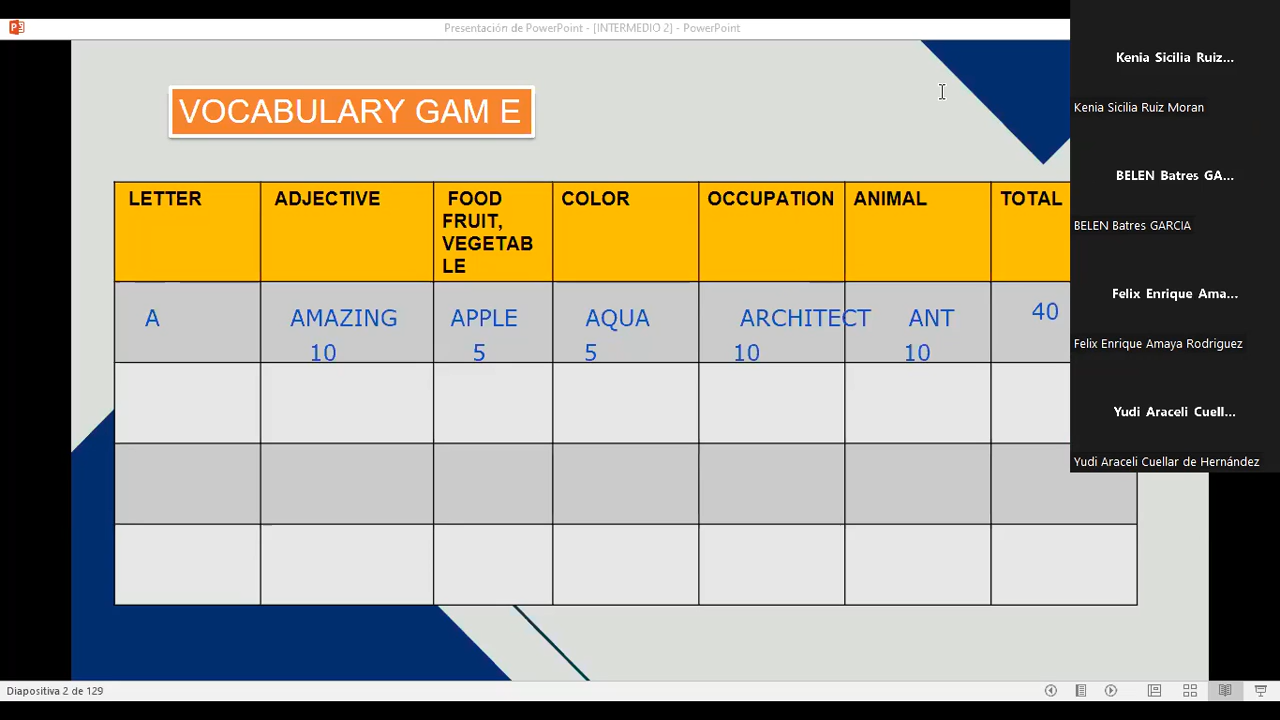 Presentación de PowerPoint - [INTERMEDIO 2] - PowerPoint
VOCABULARY GAM E
LETTER ADJECTIVE FOOD COLOR OCCUPATION ANIMAL TOTAL
FRUIT,
VEGETAB
LE
A AMAZING APPLE AQUA ARCHITECT ANT 40
10 5 5 10 10
Kenia Sicilia Ruiz...
Kenia Sicilia Ruiz Moran
BELEN Batres GA...
BELEN Batres GARCIA
Felix Enrique Ama...
Felix Enrique Amaya Rodriguez
Yudi Araceli Cuell...
Yudi Araceli Cuellar de Hernández
Diapositiva 2 de 129